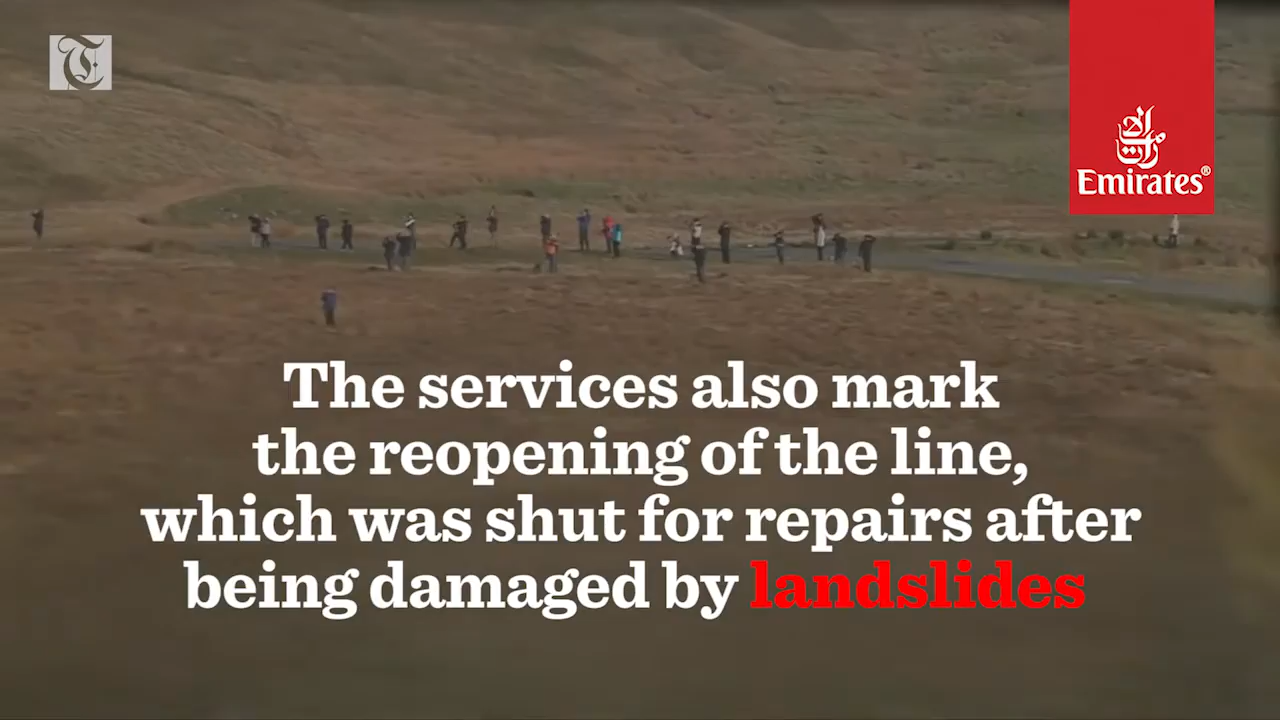 T
Emirates®
The services also mark
the reopening of the line,
which was shut for repairs after
being damaged by landslides